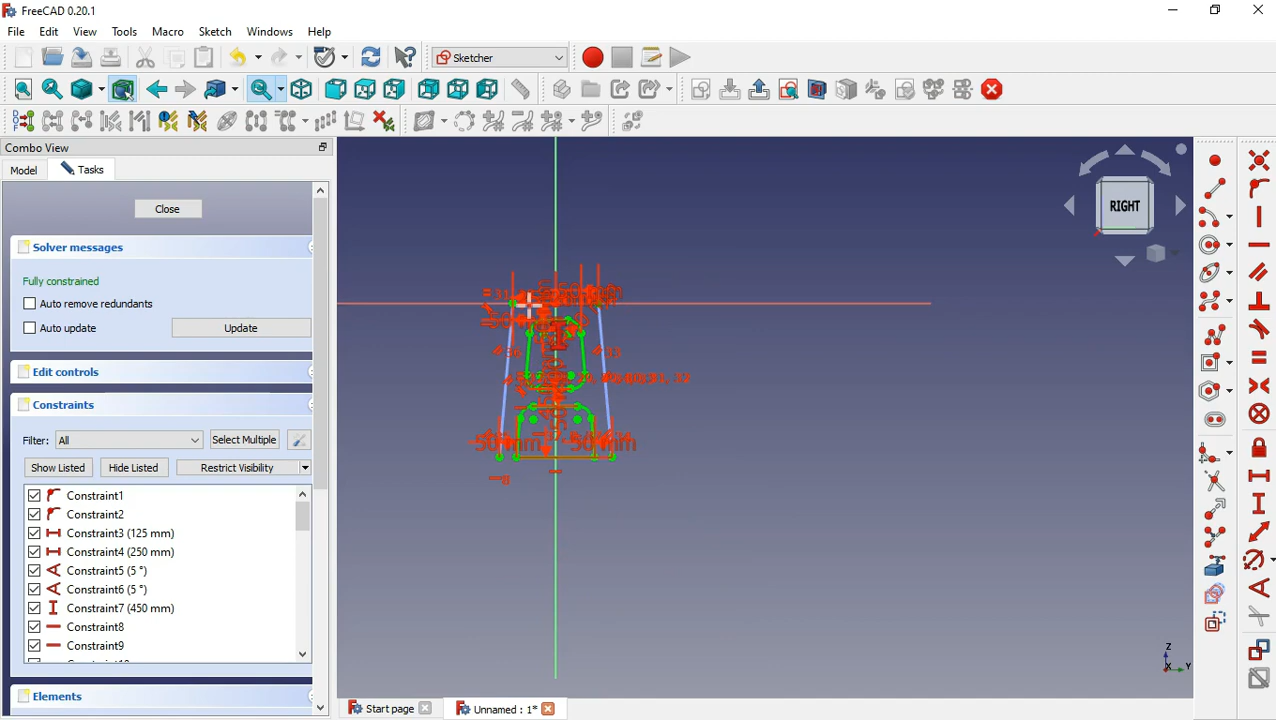 FreeCAD 0.20.1
File Edit View Tools Macro Sketch Windows Help
Sketcher
Combo View
Model Tasks
Close
Solver messages
Fully constrained
Auto remove redundants
Auto update Update
Edit controls
Constraints
Filter: All Select Multiple
Show Listed Hide Listed Restrict Visibility
Constraint1
Constraint2
Constraint3 (125 mm)
Constraint4 (250 mm)
Constraint5 (5 °)
Constraint6 (5 °)
Constraint7 (450 mm)
Constraint8
Constraint9
Elements
RIGHT
Z
X Y
Start page Unnamed : 1*